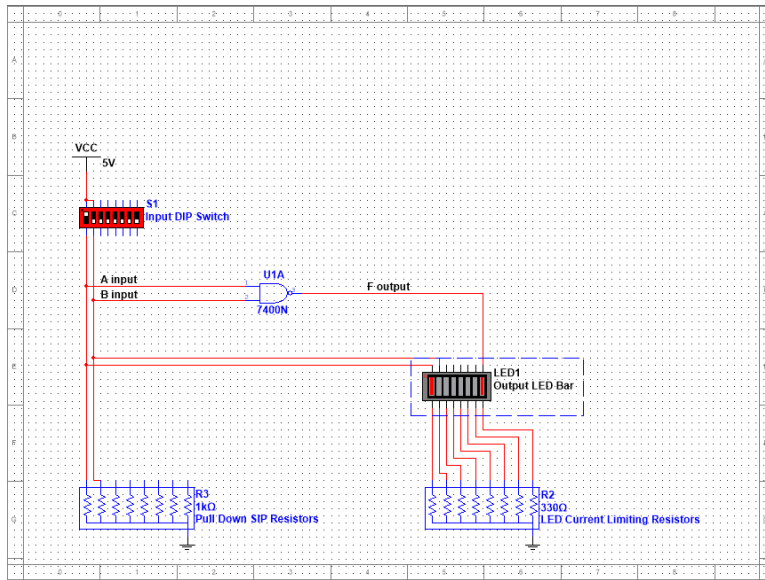 VCC
5V
S1
Input DIP Switch
A input
B input
U1A
7400N
F output
LED1
Output LED Bar
R3
1kΩ
Pull Down SIP Resistors
R2
330Ω
LED Current Limiting Resistors